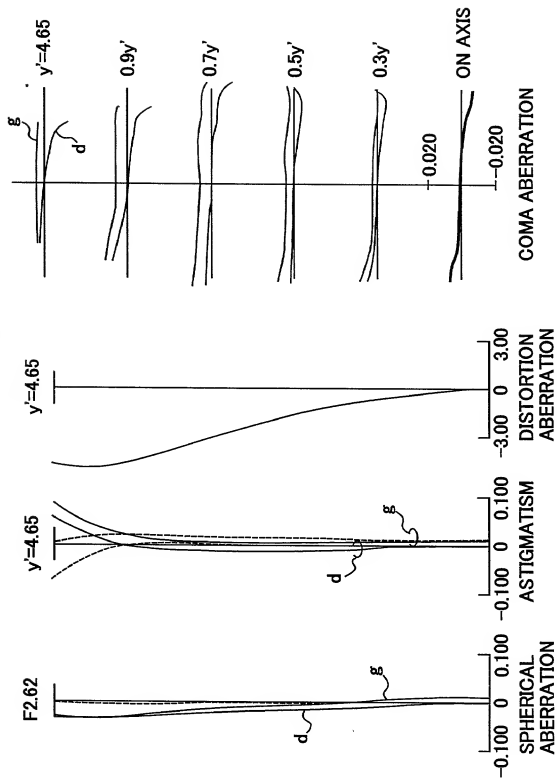 F2.62
g
d
-0.100 0 0.100
SPHERICAL
ABERRATION
y'=4.65
g
d
-0.100 0 0.100
ASTIGMATISM
y'=4.65
-3.00 0 3.00
DISTORTION
ABERRATION
g
d
y'=4.65
0.9y'
0.7y'
0.5y'
0.3y'
0.020
ON AXIS
-0.020
COMA ABERRATION